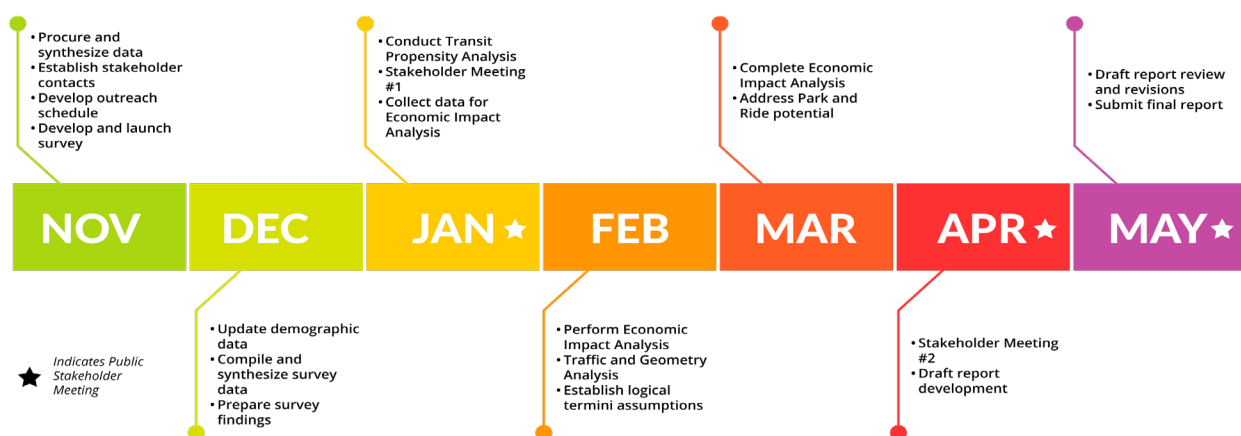 • Procure and
synthesize data
• Establish stakeholder
contacts
• Develop outreach
schedule
• Develop and launch
survey
• Conduct Transit
Propensity Analysis
• Stakeholder Meeting
#1
• Collect data for
Economic Impact
Analysis
• Complete Economic
Impact Analysis
• Address Park and
Ride potential
• Draft report review
and revisions
• Submit final report
NOV
DEC
JAN
FEB
MAR
APR
MAY
Indicates Public
Stakeholder
Meeting
• Update demographic
data
• Compile and
synthesize survey
data
• Prepare survey
findings
• Perform Economic
Impact Analysis
• Traffic and Geometry
Analysis
• Establish logical
termini assumptions
• Stakeholder Meeting
#2
• Draft report
development